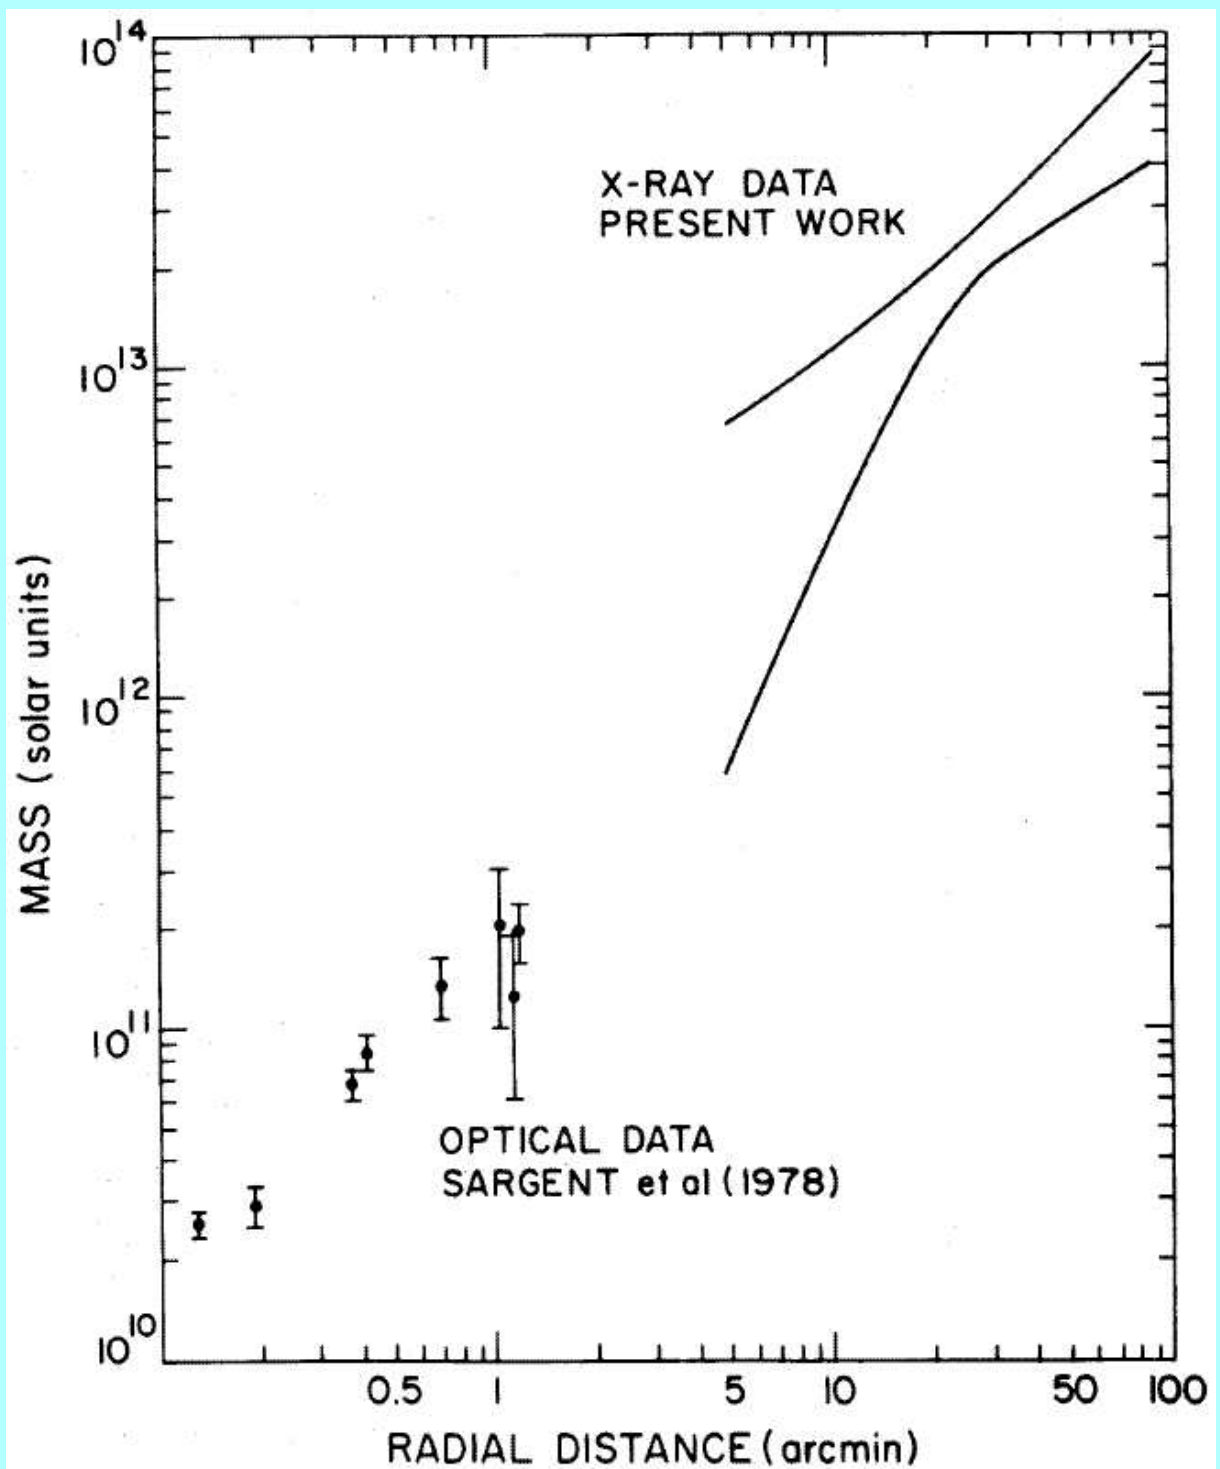 10^14
X-RAY DATA
PRESENT WORK
10^13
10^12
10^11
10^10
MASS (solar units)
OPTICAL DATA
SARGENT et al (1978)
0.5 1 5 10 50 100
RADIAL DISTANCE (arcmin)